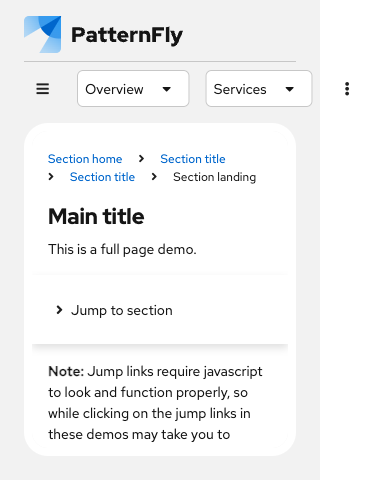 PatternFly
Overview Services
Section home Section title
Section title Section landing
Main title
This is a full page demo.
Jump to section
Note: Jump links require javascript
to look and function properly, so
while clicking on the jump links in
these demos may take you to